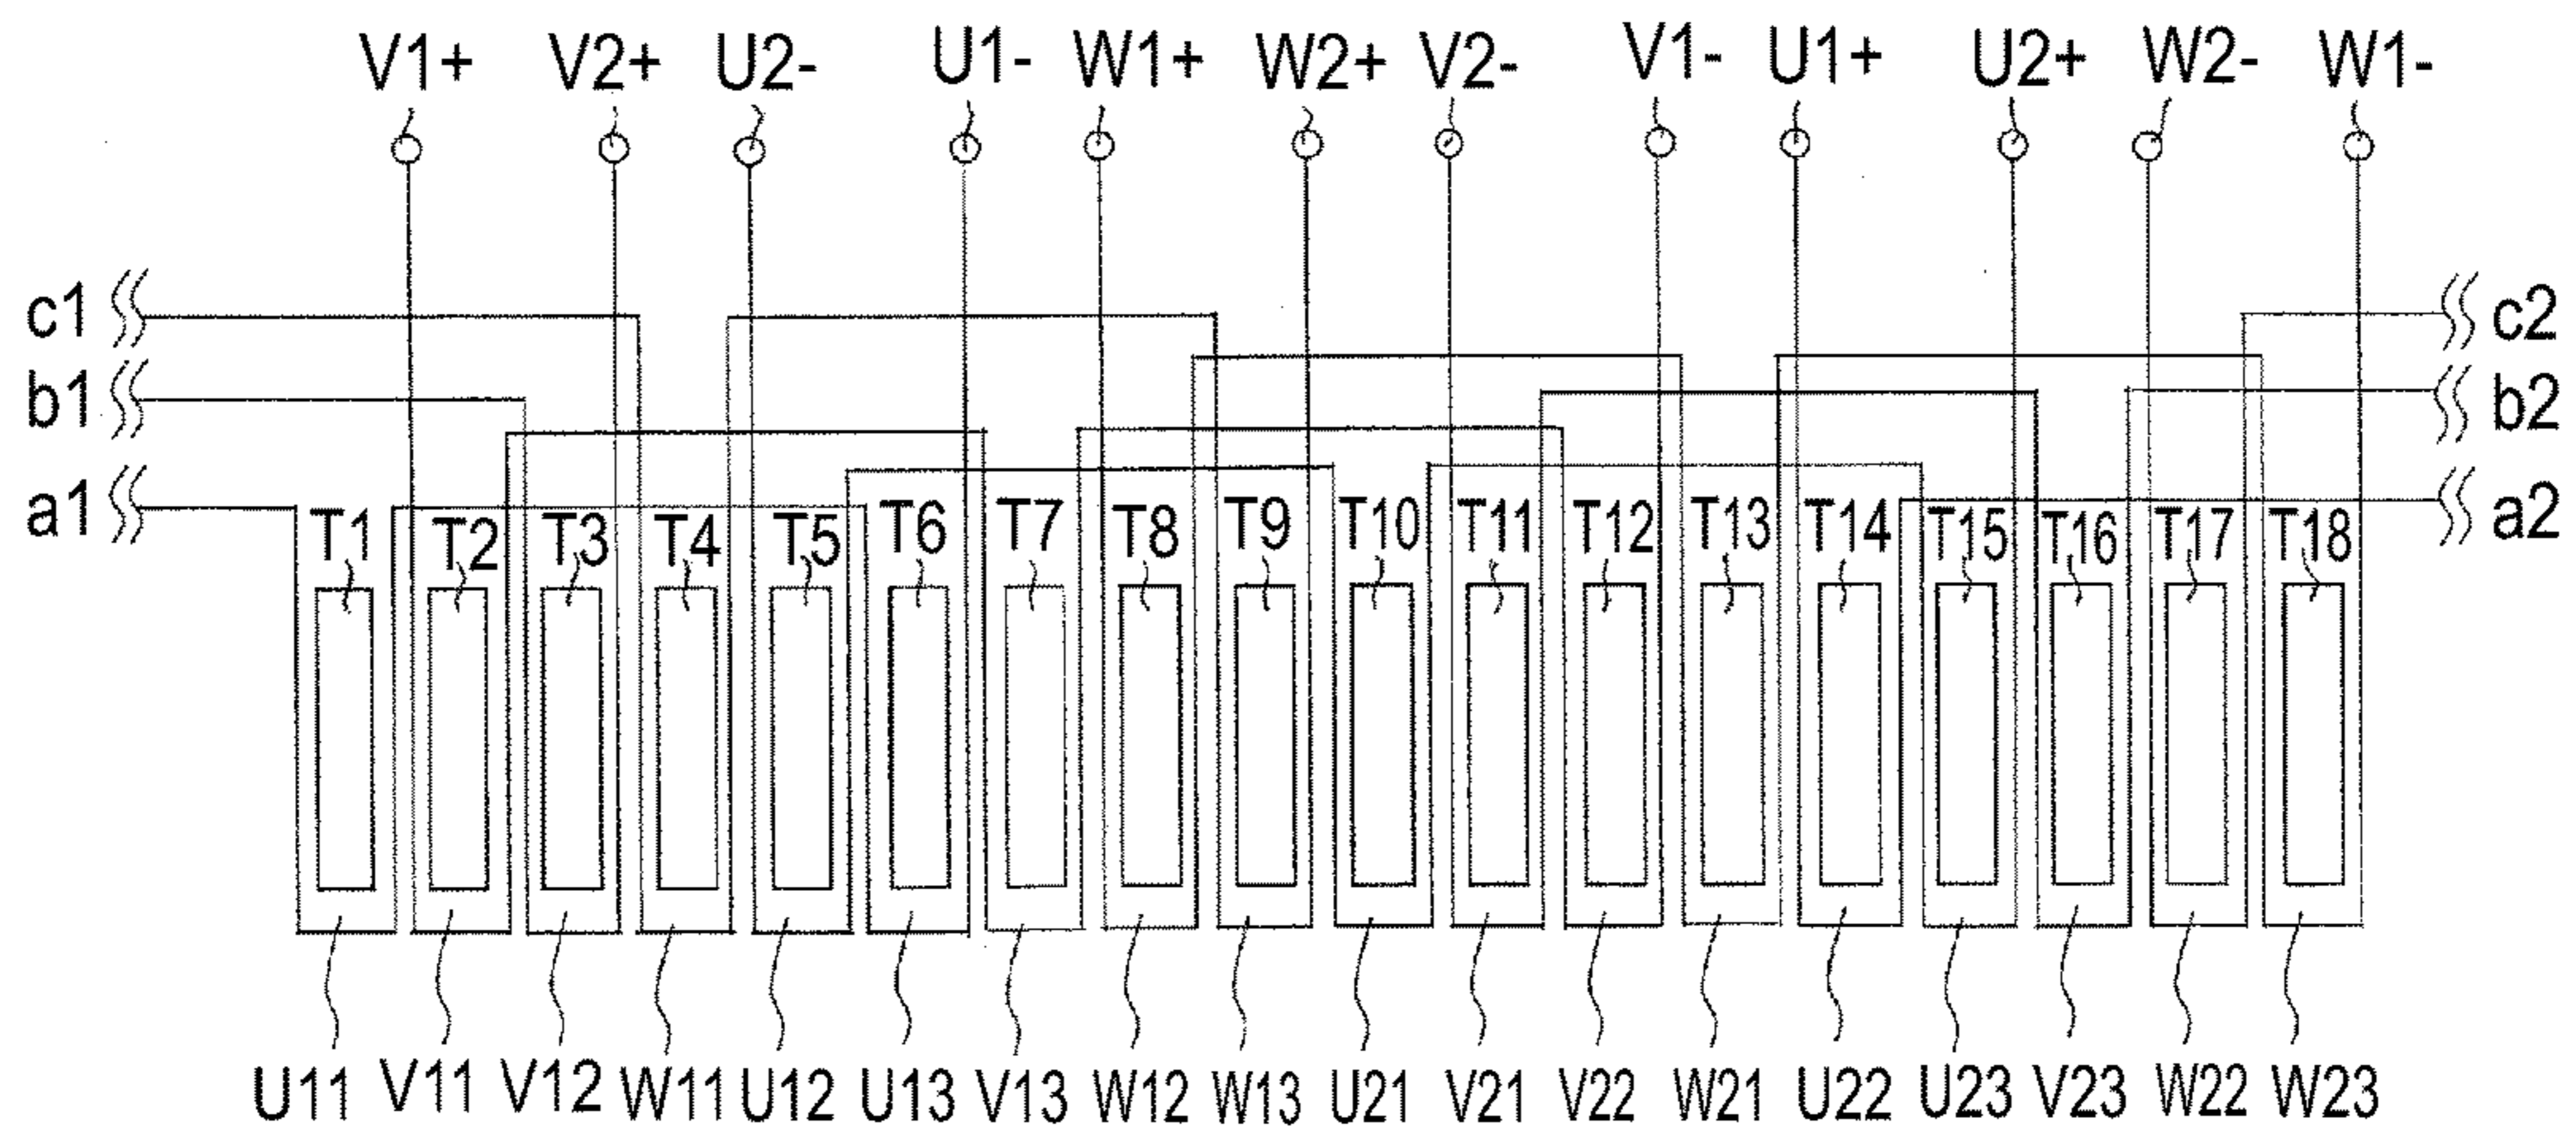 V1+ V2+ U2- U1- W1+ W2+ V2- V1- U1+ U2+ W2- W1-
c1 c2
b1 b2
a1 a2
T1 T2 T3 T4 T5 T6 T7 T8 T9 T10 T11 T12 T13 T14 T15 T16 T17 T18
U11 V11 V12 W11 U12 U13 V13 W12 W13 U21 V21 V22 W21 U22 U23 V23 W22 W23